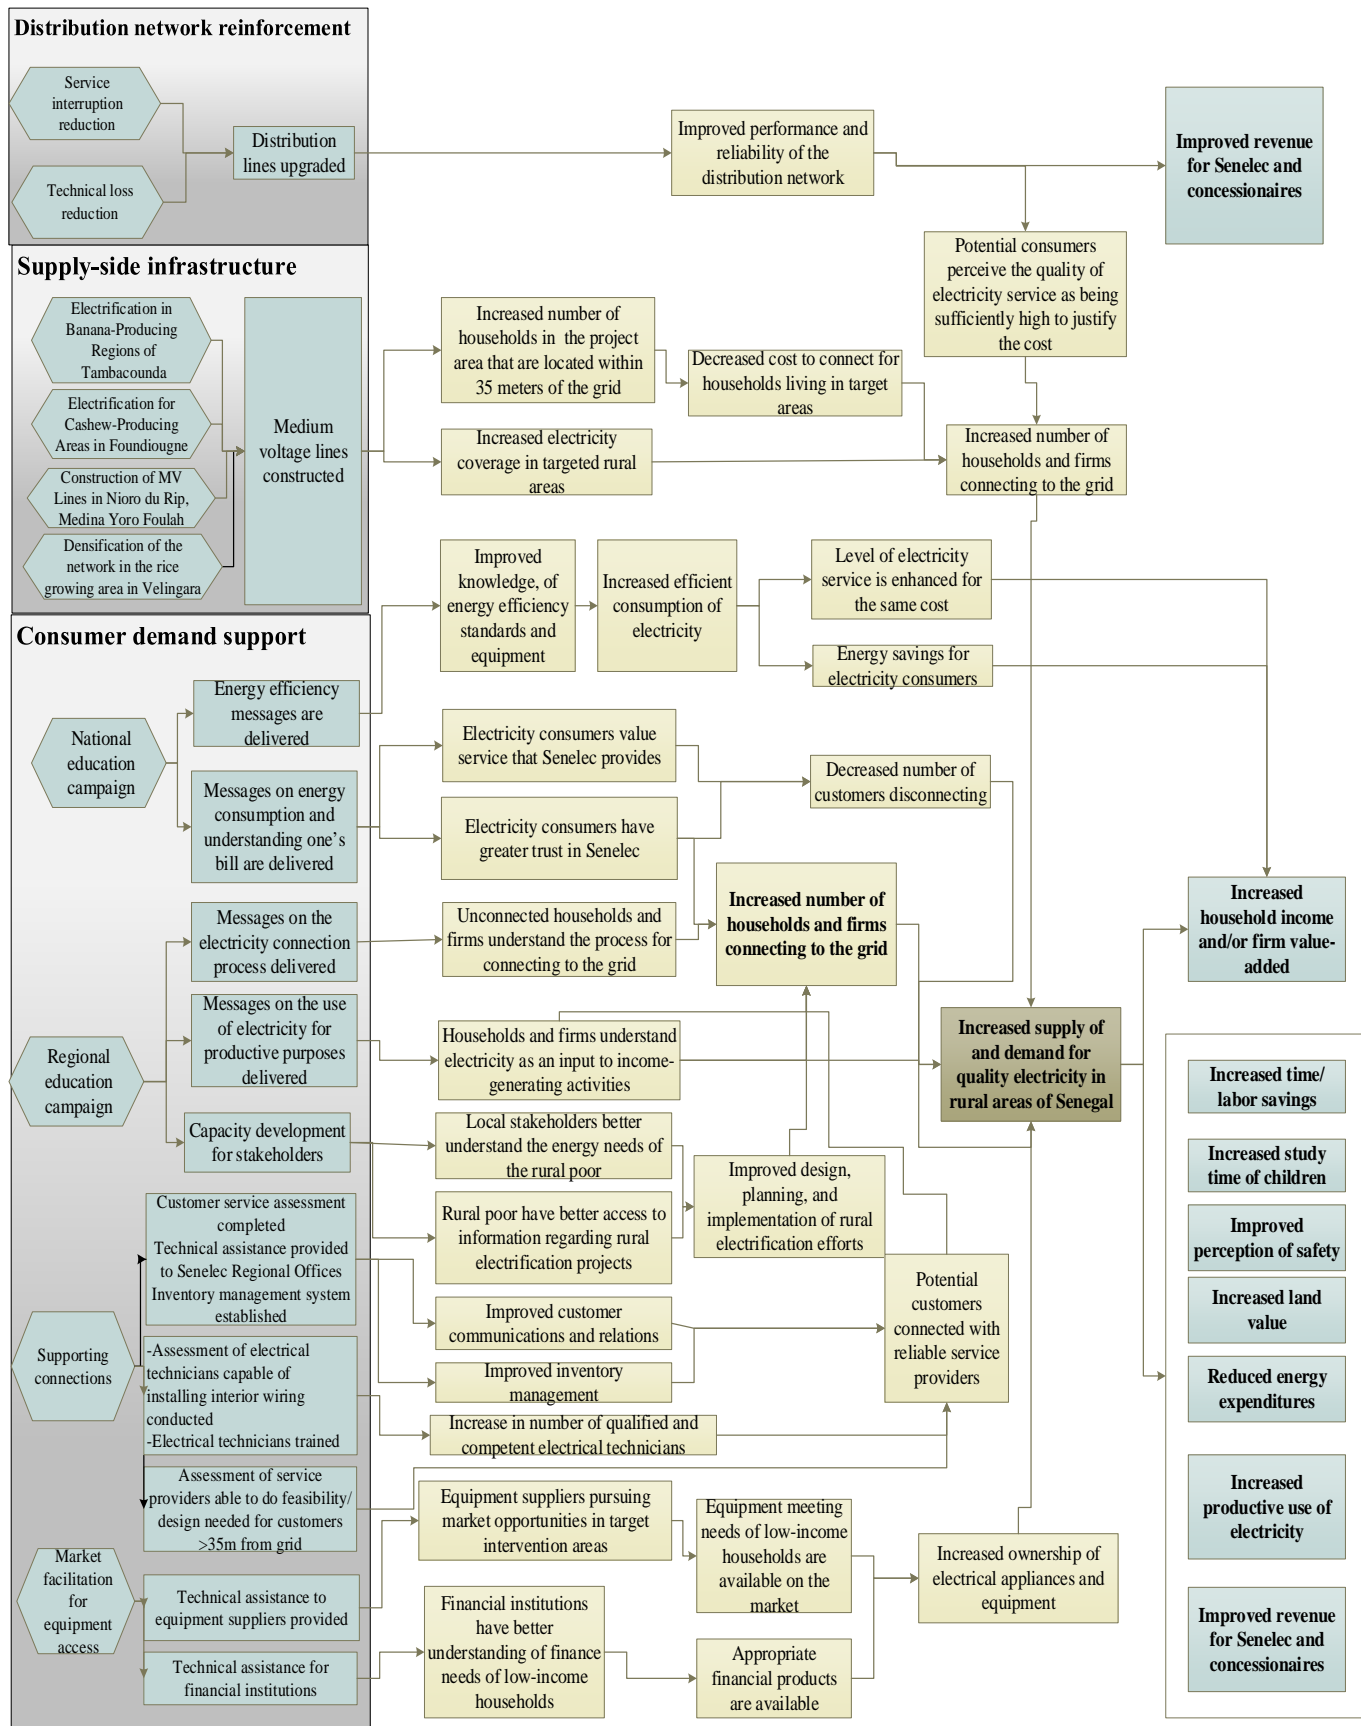 Distribution network reinforcement
Service
interruption
reduction
Technical loss
reduction
Distribution
lines upgraded
Improved performance and
reliability of the
distribution network
Improved revenue
for Senelec and
concessionaires
Potential consumers
perceive the quality of
electricity service as being
sufficiently high to justify
the cost
Supply-side infrastructure
Electrification in
Banana-Producing
Regions of
Tambacounda
Electrification for
Cashew-Producing
Areas in Foundiougne
Construction of MV
Lines in Nioro du Rip,
Medina Yoro Foulah
Densification of the
network in the rice
growing area in Velingara
Medium
voltage lines
constructed
Increased number of
households in  the project
area that are located within
35 meters of the grid
Decreased cost to connect for
households living in target
areas
Increased electricity
coverage in targeted rural
areas
Increased number of
households and firms
connecting to the grid
Improved
knowledge, of
energy efficiency
standards and
equipment
Increased efficient
consumption of
electricity
Level of electricity
service is enhanced for
the same cost
Energy savings for
electricity consumers
Consumer demand support
National
education
campaign
Energy efficiency
messages are
delivered
Messages on energy
consumption and
understanding one's
bill are delivered
Electricity consumers value
service that Senelec provides
Electricity consumers have
greater trust in Senelec
Decreased number of
customers disconnecting
Increased number of
households and firms
connecting to the grid
Increased
household income
and/or firm value-
added
Regional
education
campaign
Messages on the
electricity connection
process delivered
Messages on the use
of electricity for
productive purposes
delivered
Capacity development
for stakeholders
Unconnected households and
firms understand the process for
connecting to the grid
Households and firms understand
electricity as an input to income-
generating activities
Local stakeholders better
understand the energy needs of
the rural poor
Rural poor have better access to
information regarding rural
electrification projects
Improved design,
planning, and
implementation of rural
electrification efforts
Increased supply of
and demand for
quality electricity in
rural areas of Senegal
Supporting
connections
Customer service assessment
completed
Technical assistance provided
to Senelec Regional Offices
Inventory management system
established
-Assessment of electrical
technicians capable of
installing interior wiring
conducted
-Electrical technicians trained
Assessment of service
providers able to do feasibility/
design needed for customers
>35m from grid
Improved customer
communications and relations
Improved inventory
management
Increase in number of qualified and
competent electrical technicians
Potential
customers
connected with
reliable service
providers
Market
facilitation
for
equipment
access
Technical assistance to
equipment suppliers provided
Technical assistance for
financial institutions
Equipment suppliers pursuing
market opportunities in target
intervention areas
Financial institutions
have better
understanding of finance
needs of low-income
households
Equipment meeting
needs of low-income
households are
available on the
market
Appropriate
financial products
are available
Increased ownership of
electrical appliances and
equipment
Increased time/
labor savings
Increased study
time of children
Improved
perception of safety
Increased land
value
Reduced energy
expenditures
Increased
productive use of
electricity
Improved revenue
for Senelec and
concessionaires